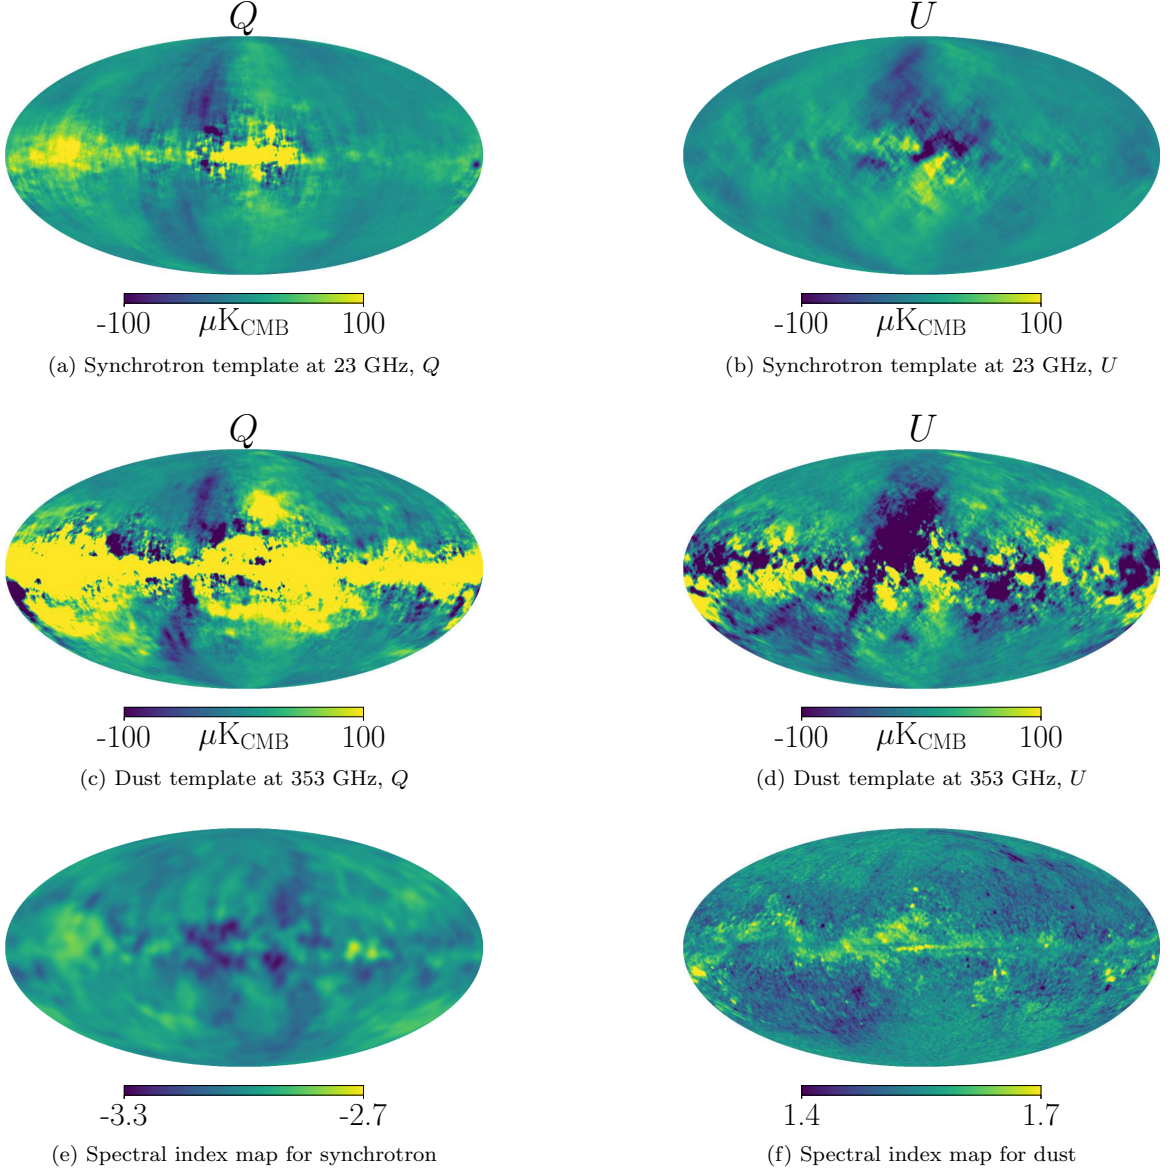 Q U
-100 μK_CMB 100 -100 μK_CMB 100
(a) Synchrotron template at 23 GHz, Q (b) Synchrotron template at 23 GHz, U
Q U
-100 μK_CMB 100 -100 μK_CMB 100
(c) Dust template at 353 GHz, Q (d) Dust template at 353 GHz, U
-3.3 -2.7 1.4 1.7
(e) Spectral index map for synchrotron (f) Spectral index map for dust